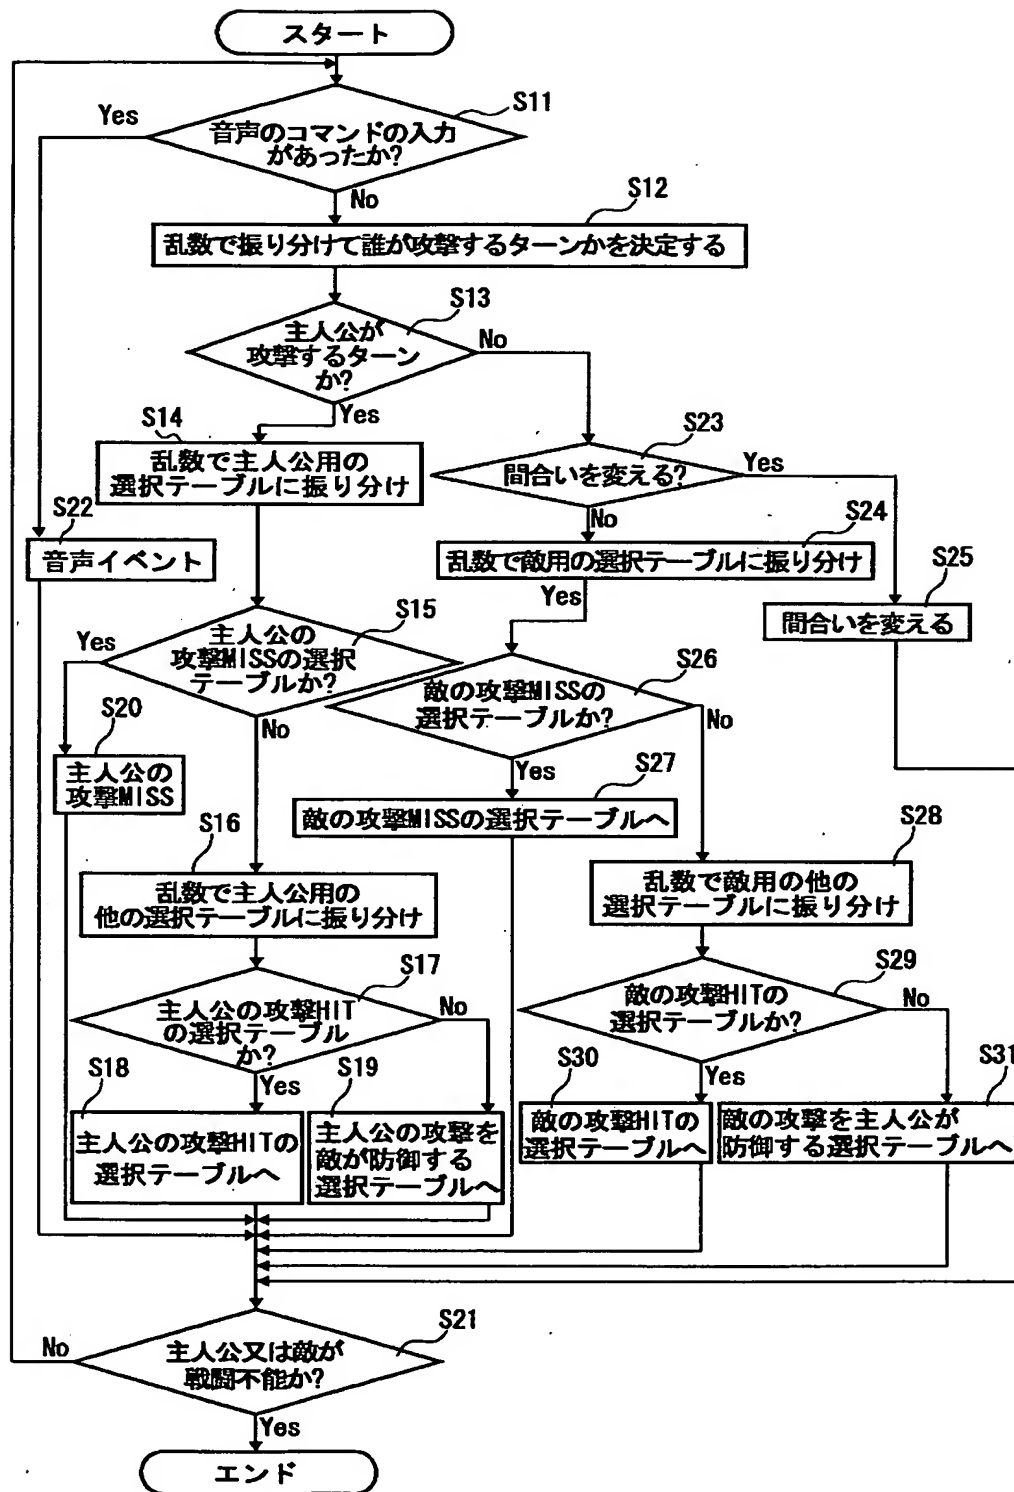 スタート
S11
Yes
音声のコマンドの入力
があったか?
No
S12
乱数で振り分けて誰が攻撃するターンかを決定する
S13
主人公が
攻撃するターン
か?
No
Yes
S14
乱数で主人公用の
選択テーブルに振り分け
S23
間合いを変える?
Yes
No
S22
音声イベント
S24
乱数で敵用の選択テーブルに振り分け
Yes
S25
間合いを変える
S15
Yes
主人公の
攻撃MISSの選択
テーブルか?
No
S26
敵の攻撃MISSの
選択テーブルか?
No
Yes
S20
主人公の
攻撃MISS
S27
敵の攻撃MISSの選択テーブルへ
S16
乱数で主人公用の
他の選択テーブルに振り分け
S28
乱数で敵用の他の
選択テーブルに振り分け
S17
主人公の攻撃HIT
の選択テーブル
か?
No
Yes
S29
敵の攻撃HITの
選択テーブルか?
No
Yes
S18
主人公の攻撃HITの
選択テーブルへ
S19
主人公の攻撃を
敵が防御する
選択テーブルへ
S30
敵の攻撃HITの
選択テーブルへ
S31
敵の攻撃を主人公が
防御する選択テーブルへ
S21
No
主人公又は敵が
戦闘不能か?
Yes
エンド